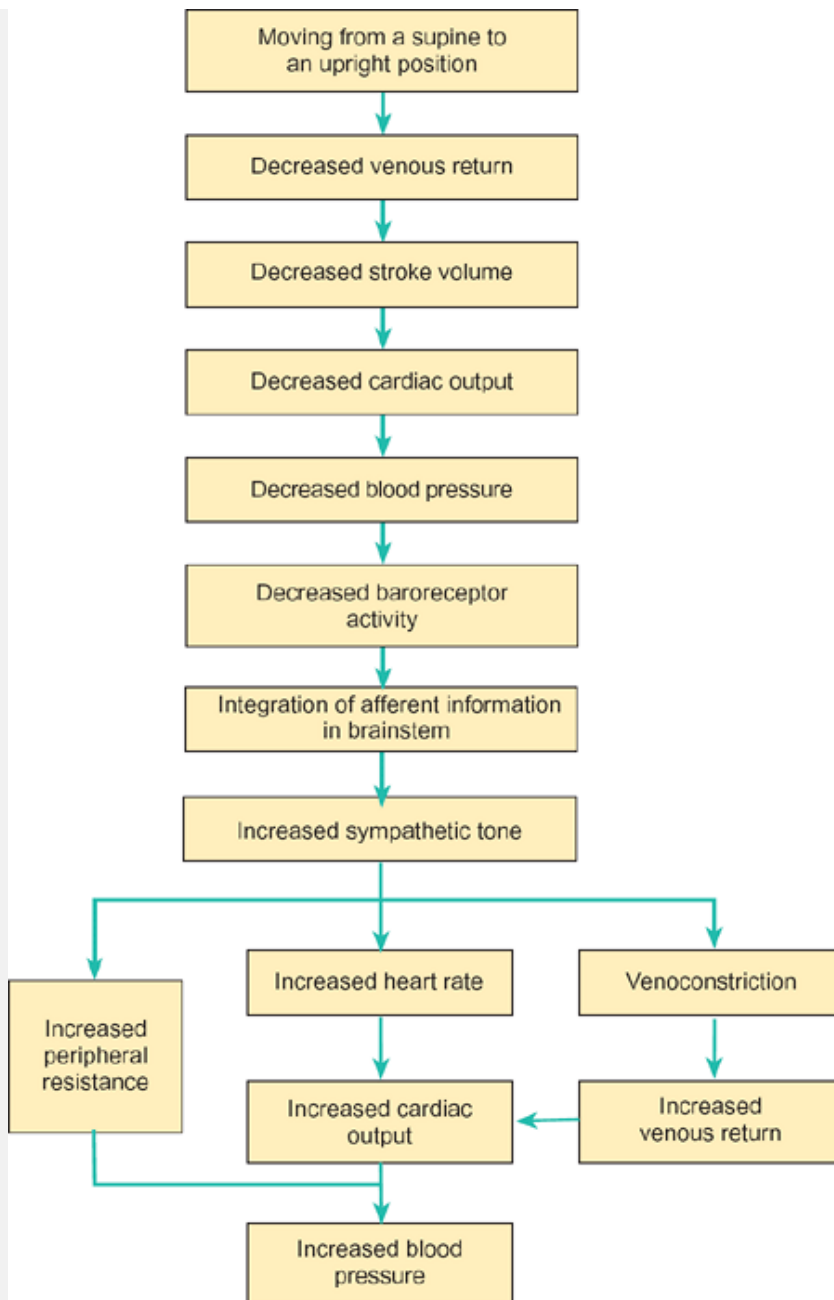 Moving from a supine to
an upright position
Decreased venous return
Decreased stroke volume
Decreased cardiac output
Decreased blood pressure
Decreased baroreceptor
activity
Integration of afferent information
in brainstem
Increased sympathetic tone
Increased
peripheral
resistance
Increased heart rate
Venoconstriction
Increased cardiac
output
Increased
venous return
Increased blood
pressure